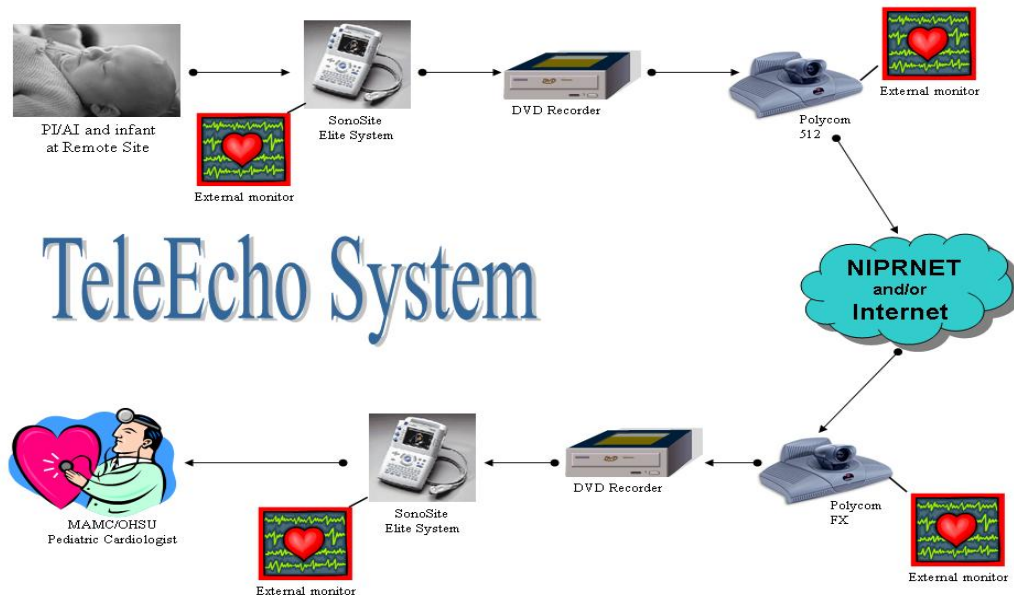 PI/AI and infant
at Remote Site
External monitor
SonoSite
Elite System
DVD Recorder
Polycom
512
External monitor
TeleEcho System
NIPRNET
and/or
Internet
MAMC/OHSU
Pediatric Cardiologist
External monitor
SonoSite
Elite System
DVD Recorder
Polycom
FX
External monitor